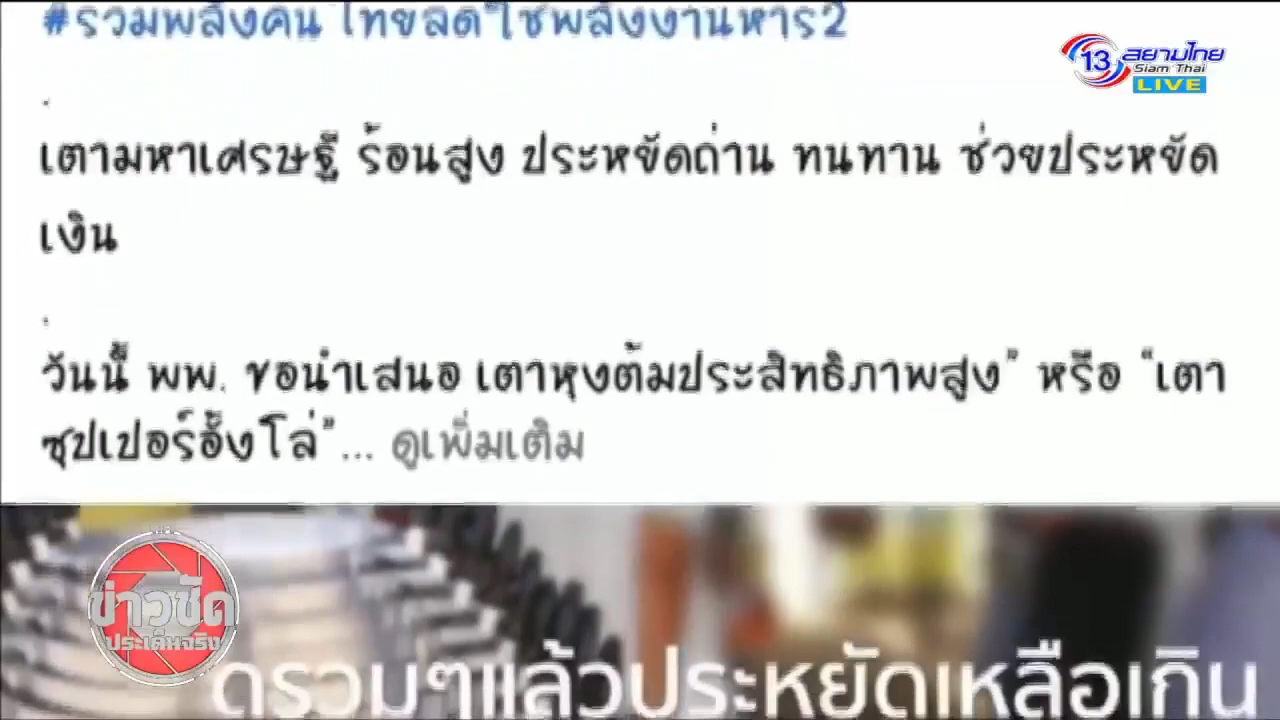 #รวมพลังคนไทยลดใช้พลังงานหาร2
13 สยามไทย
Siam Thai
LIVE
.
เตามหาเศรษฐี ร้อนสูง ประหยัดถ่าน ทนทาน ช่วยประหยัด
เงิน
.
วันนี้ พพ. ขอนำเสนอ เตาหุงต้มประสิทธิภาพสูง” หรือ “เตา
ซุปเปอร์อั้งโล่”... ดูเพิ่มเติม
ข่าวชัด
ประเด็นจริง
ดรวมๆแล้วประหยัดเหลือเกิน